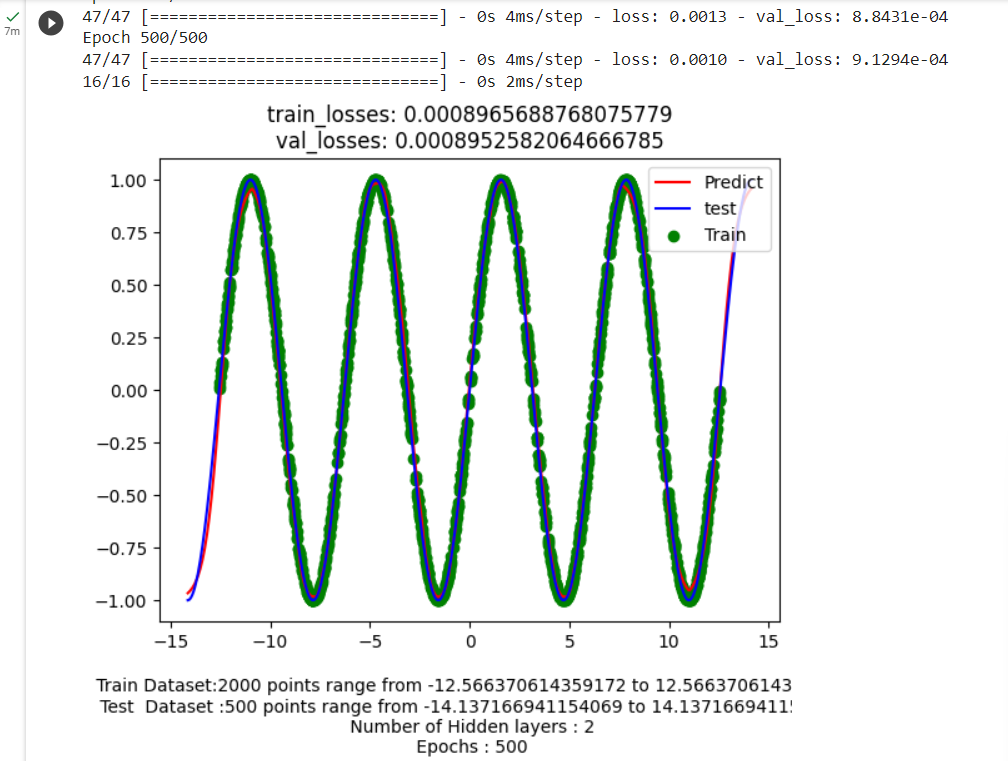 47/47 [==============================] - 0s 4ms/step - loss: 0.0013 - val_loss: 8.8431e-04
7m
Epoch 500/500
47/47 [==============================] - 0s 4ms/step - loss: 0.0010 - val_loss: 9.1294e-04
16/16 [==============================] - 0s 2ms/step
train_losses: 0.0008965688768075779
val_losses: 0.0008952582064666785
Predict
test
Train
1.00
0.75
0.50
0.25
0.00
−0.25
−0.50
−0.75
−1.00
−15 −10 −5 0 5 10 15
Train Dataset:2000 points range from -12.566370614359172 to 12.5663706143
Test Dataset :500 points range from -14.137166941154069 to 14.1371669411
Number of Hidden layers : 2
Epochs : 500